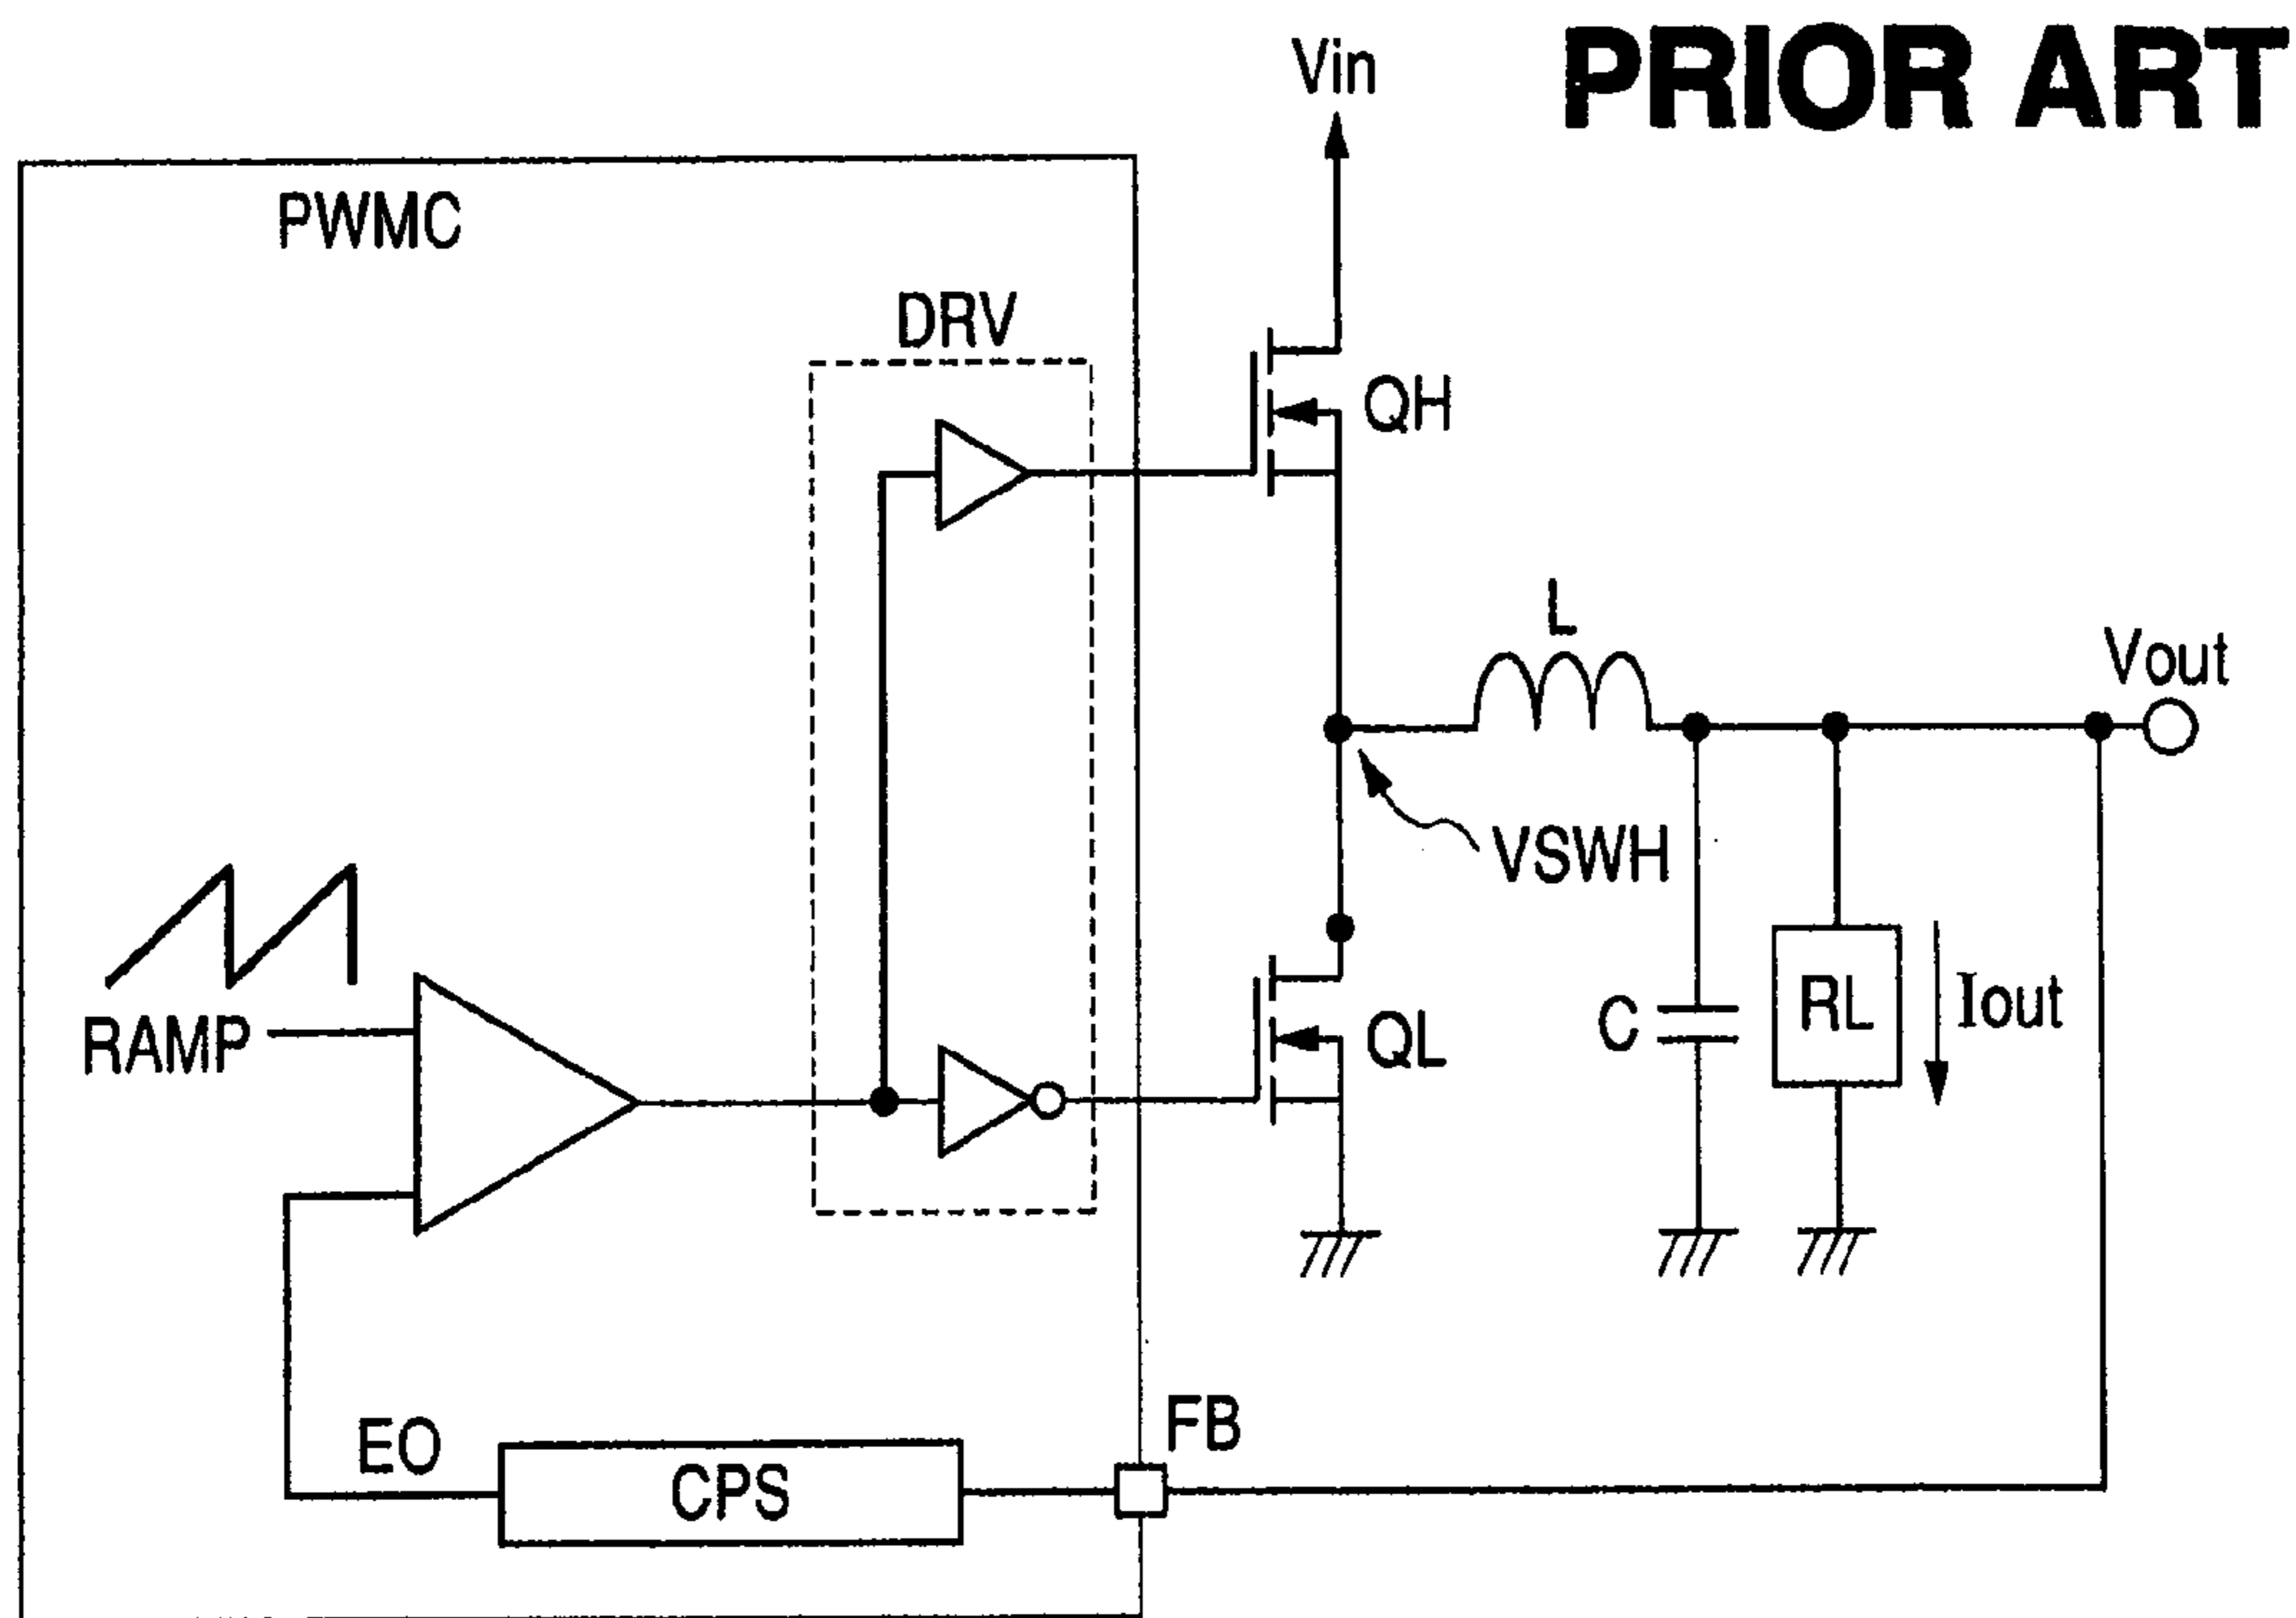 PRIOR ART
Vin
PWMC
DRV
QH
L
Vout
VSWH
RAMP
QL
C
RL
Iout
EO
CPS
FB